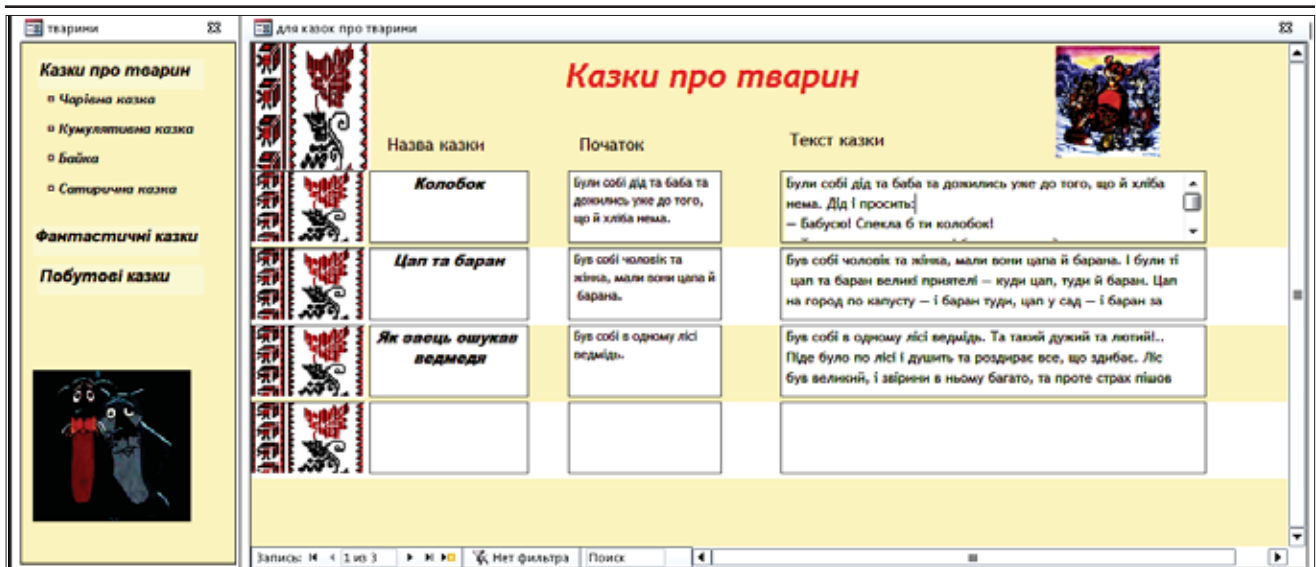 тварини
Казки про тварин
Чарівна казка
Кумулятивна казка
Байка
Сатирична казка
Фантастичні казки
Побутові казки
для казок про тварини
Казки про тварин
Назва казки
Початок
Текст казки
Колобок
Були собі дід та баба та
дожились уже до того,
що й хліба нема.
Були собі дід та баба та дожились уже до того, що й хліба
нема. Дід і просить:
— Бабусю! Спекла б ти колобок!
Цап та баран
Був собі чоловік та
жінка, мали вони цапа й
барана.
Був собі чоловік та жінка, мали вони цапа й барана. І були ті
цап та баран великі приятелі — куди цап, туди й баран. Цап
на город по капусту — і баран туди, цап у сад — і баран за
Як заєць ошукав
ведмедя
Був собі в одному лісі
ведмідь.
Був собі в одному лісі ведмідь. Та такий дужий та лютий!..
Піде було по лісі і душить та роздирає все, що здибає. Ліс
був великий, і звірини в ньому багато, та проте страх пішов
Запись: 1 из 3 Нет фильтра Поиск